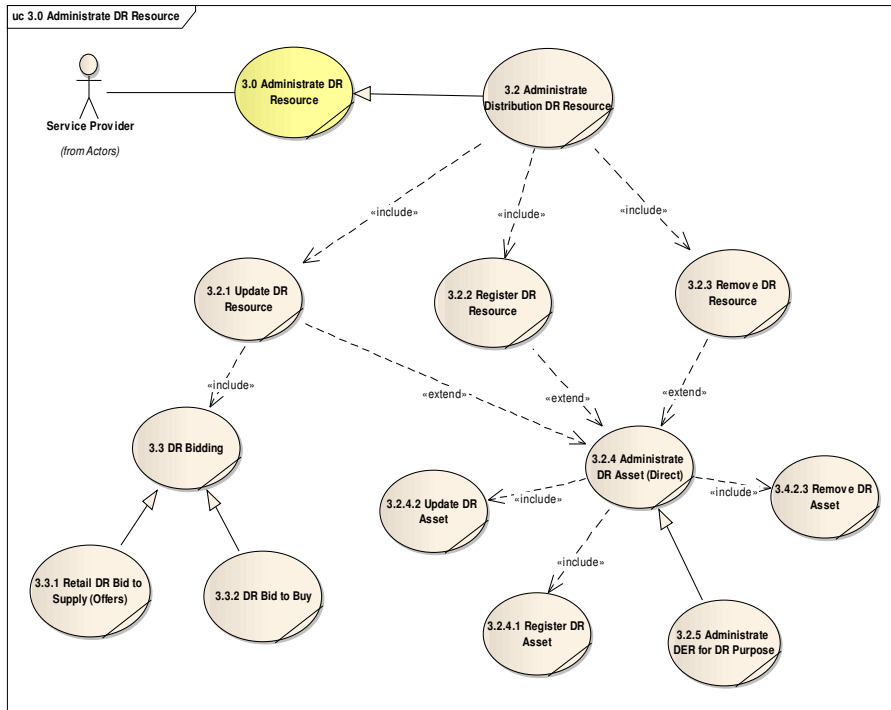 uc 3.0 Administrate DR Resource
Service Provider
(from Actors)
3.0 Administrate DR
Resource
3.2 Administrate
Distribution DR Resource
«include»
«include»
«include»
3.2.1 Update DR
Resource
3.2.2 Register DR
Resource
3.2.3 Remove DR
Resource
«include»
«extend»
«extend»
«extend»
3.3 DR Bidding
3.2.4 Administrate
DR Asset (Direct)
3.2.4.2 Update DR
Asset
«include»
«include»
3.4.2.3 Remove DR
Asset
«include»
3.3.1 Retail DR Bid to
Supply (Offers)
3.3.2 DR Bid to Buy
3.2.4.1 Register DR
Asset
3.2.5 Administrate
DER for DR Purpose